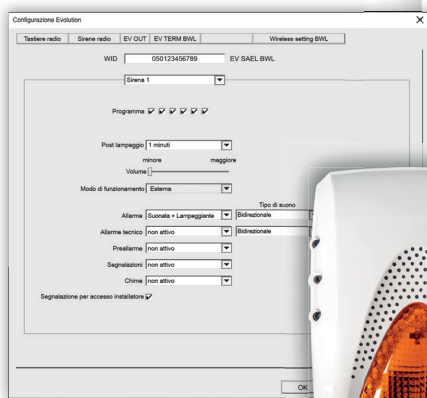 Configurazione Evolution
Tastiere radio Sirene radio EV OUT EV TERM BWL Wireless setting BWL
WID 050123456789 EV SAEL BWL
Sirena 1
Programma
Post lampeggio 1 minuti
minore maggiore
Volume
Modo di funzionamento Esterna
Tipo di suono
Allarme Suonata + Lampeggiante Bidirezionale
Allarme tecnico non attivo Bidirezionale
Preallarme non attivo
Segnalazioni non attivo
Chime non attivo
Segnalazione per accesso installatore
OK